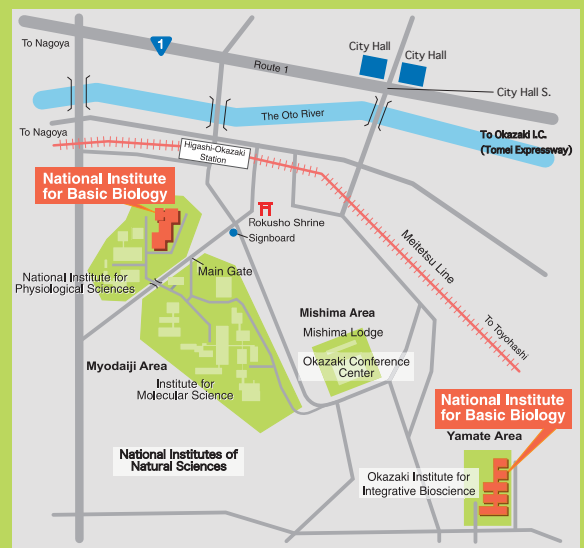 To Nagoya
1
City Hall
City Hall
Route 1
City Hall S.
The Oto River
To Nagoya
To Okazaki I.C.
(Tomei Expressway)
Higashi-Okazaki
Station
National Institute
for Basic Biology
Rokusho Shrine
Signboard
Meitetsu Line
National Institute for
Physiological Sciences
Main Gate
Mishima Area
Mishima Lodge
To Toyohashi
Okazaki Conference
Center
Myodaiji Area
Institute for
Molecular Science
National Institute
for Basic Biology
Yamate Area
National Institutes of
Natural Sciences
Okazaki Institute for
Integrative Bioscience